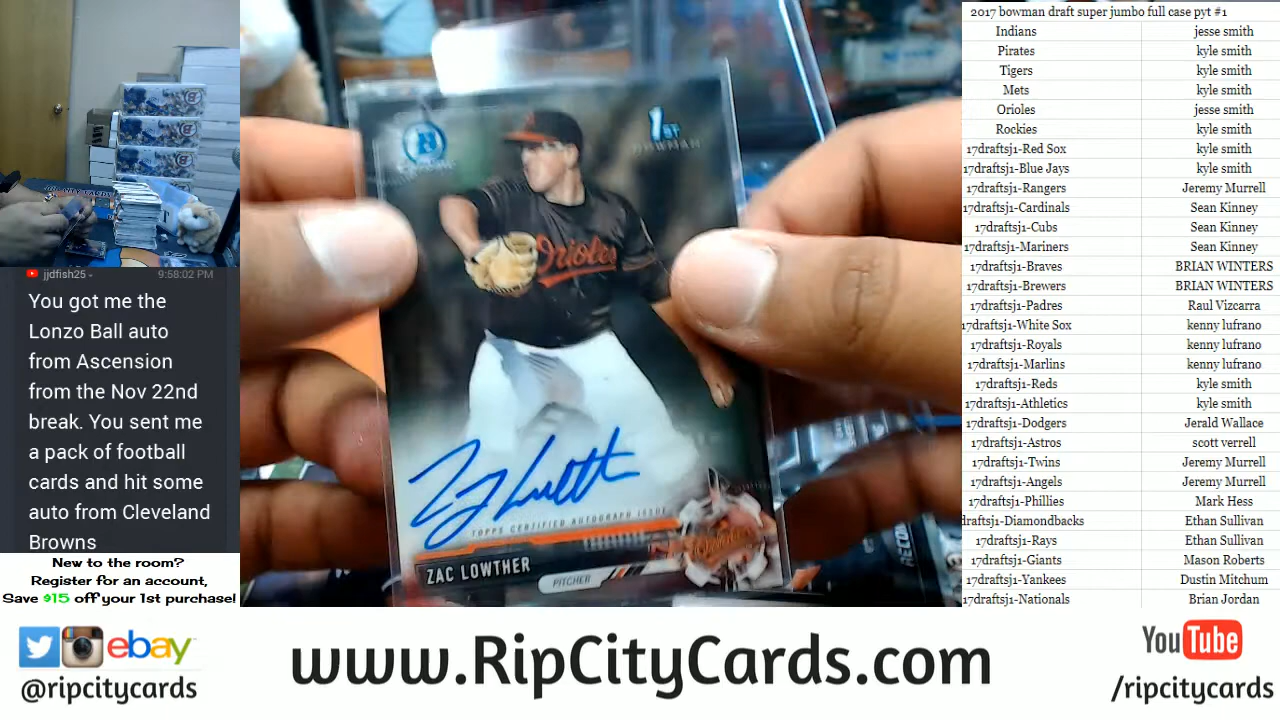 jjdfish25
9:58:02 PM
You got me the
Lonzo Ball auto
from Ascension
from the Nov 22nd
break. You sent me
a pack of football
cards and hit some
auto from Cleveland
Browns
New to the room?
Register for an account,
Save $15 off your 1st purchase!
1ST
BOWMAN
Orioles
TOPPS CERTIFIED AUTOGRAPH ISSUE
ZAC LOWTHER
PITCHER
2017 bowman draft super jumbo full case pyt #1
Indians jesse smith
Pirates kyle smith
Tigers kyle smith
Mets kyle smith
Orioles jesse smith
Rockies kyle smith
17draftsj1-Red Sox kyle smith
17draftsj1-Blue Jays kyle smith
17draftsj1-Rangers Jeremy Murrell
17draftsj1-Cardinals Sean Kinney
17draftsj1-Cubs Sean Kinney
17draftsj1-Mariners Sean Kinney
17draftsj1-Braves BRIAN WINTERS
17draftsj1-Brewers BRIAN WINTERS
17draftsj1-Padres Raul Vizcarra
17draftsj1-White Sox kenny lufrano
17draftsj1-Royals kenny lufrano
17draftsj1-Marlins kenny lufrano
17draftsj1-Reds kyle smith
17draftsj1-Athletics kyle smith
17draftsj1-Dodgers Jerald Wallace
17draftsj1-Astros scott verrell
17draftsj1-Twins Jeremy Murrell
17draftsj1-Angels Jeremy Murrell
17draftsj1-Phillies Mark Hess
draftsj1-Diamondbacks Ethan Sullivan
17draftsj1-Rays Ethan Sullivan
17draftsj1-Giants Mason Roberts
17draftsj1-Yankees Dustin Mitchum
17draftsj1-Nationals Brian Jordan
ebay
@ripcitycards
www.RipCityCards.com
YouTube
/ripcitycards